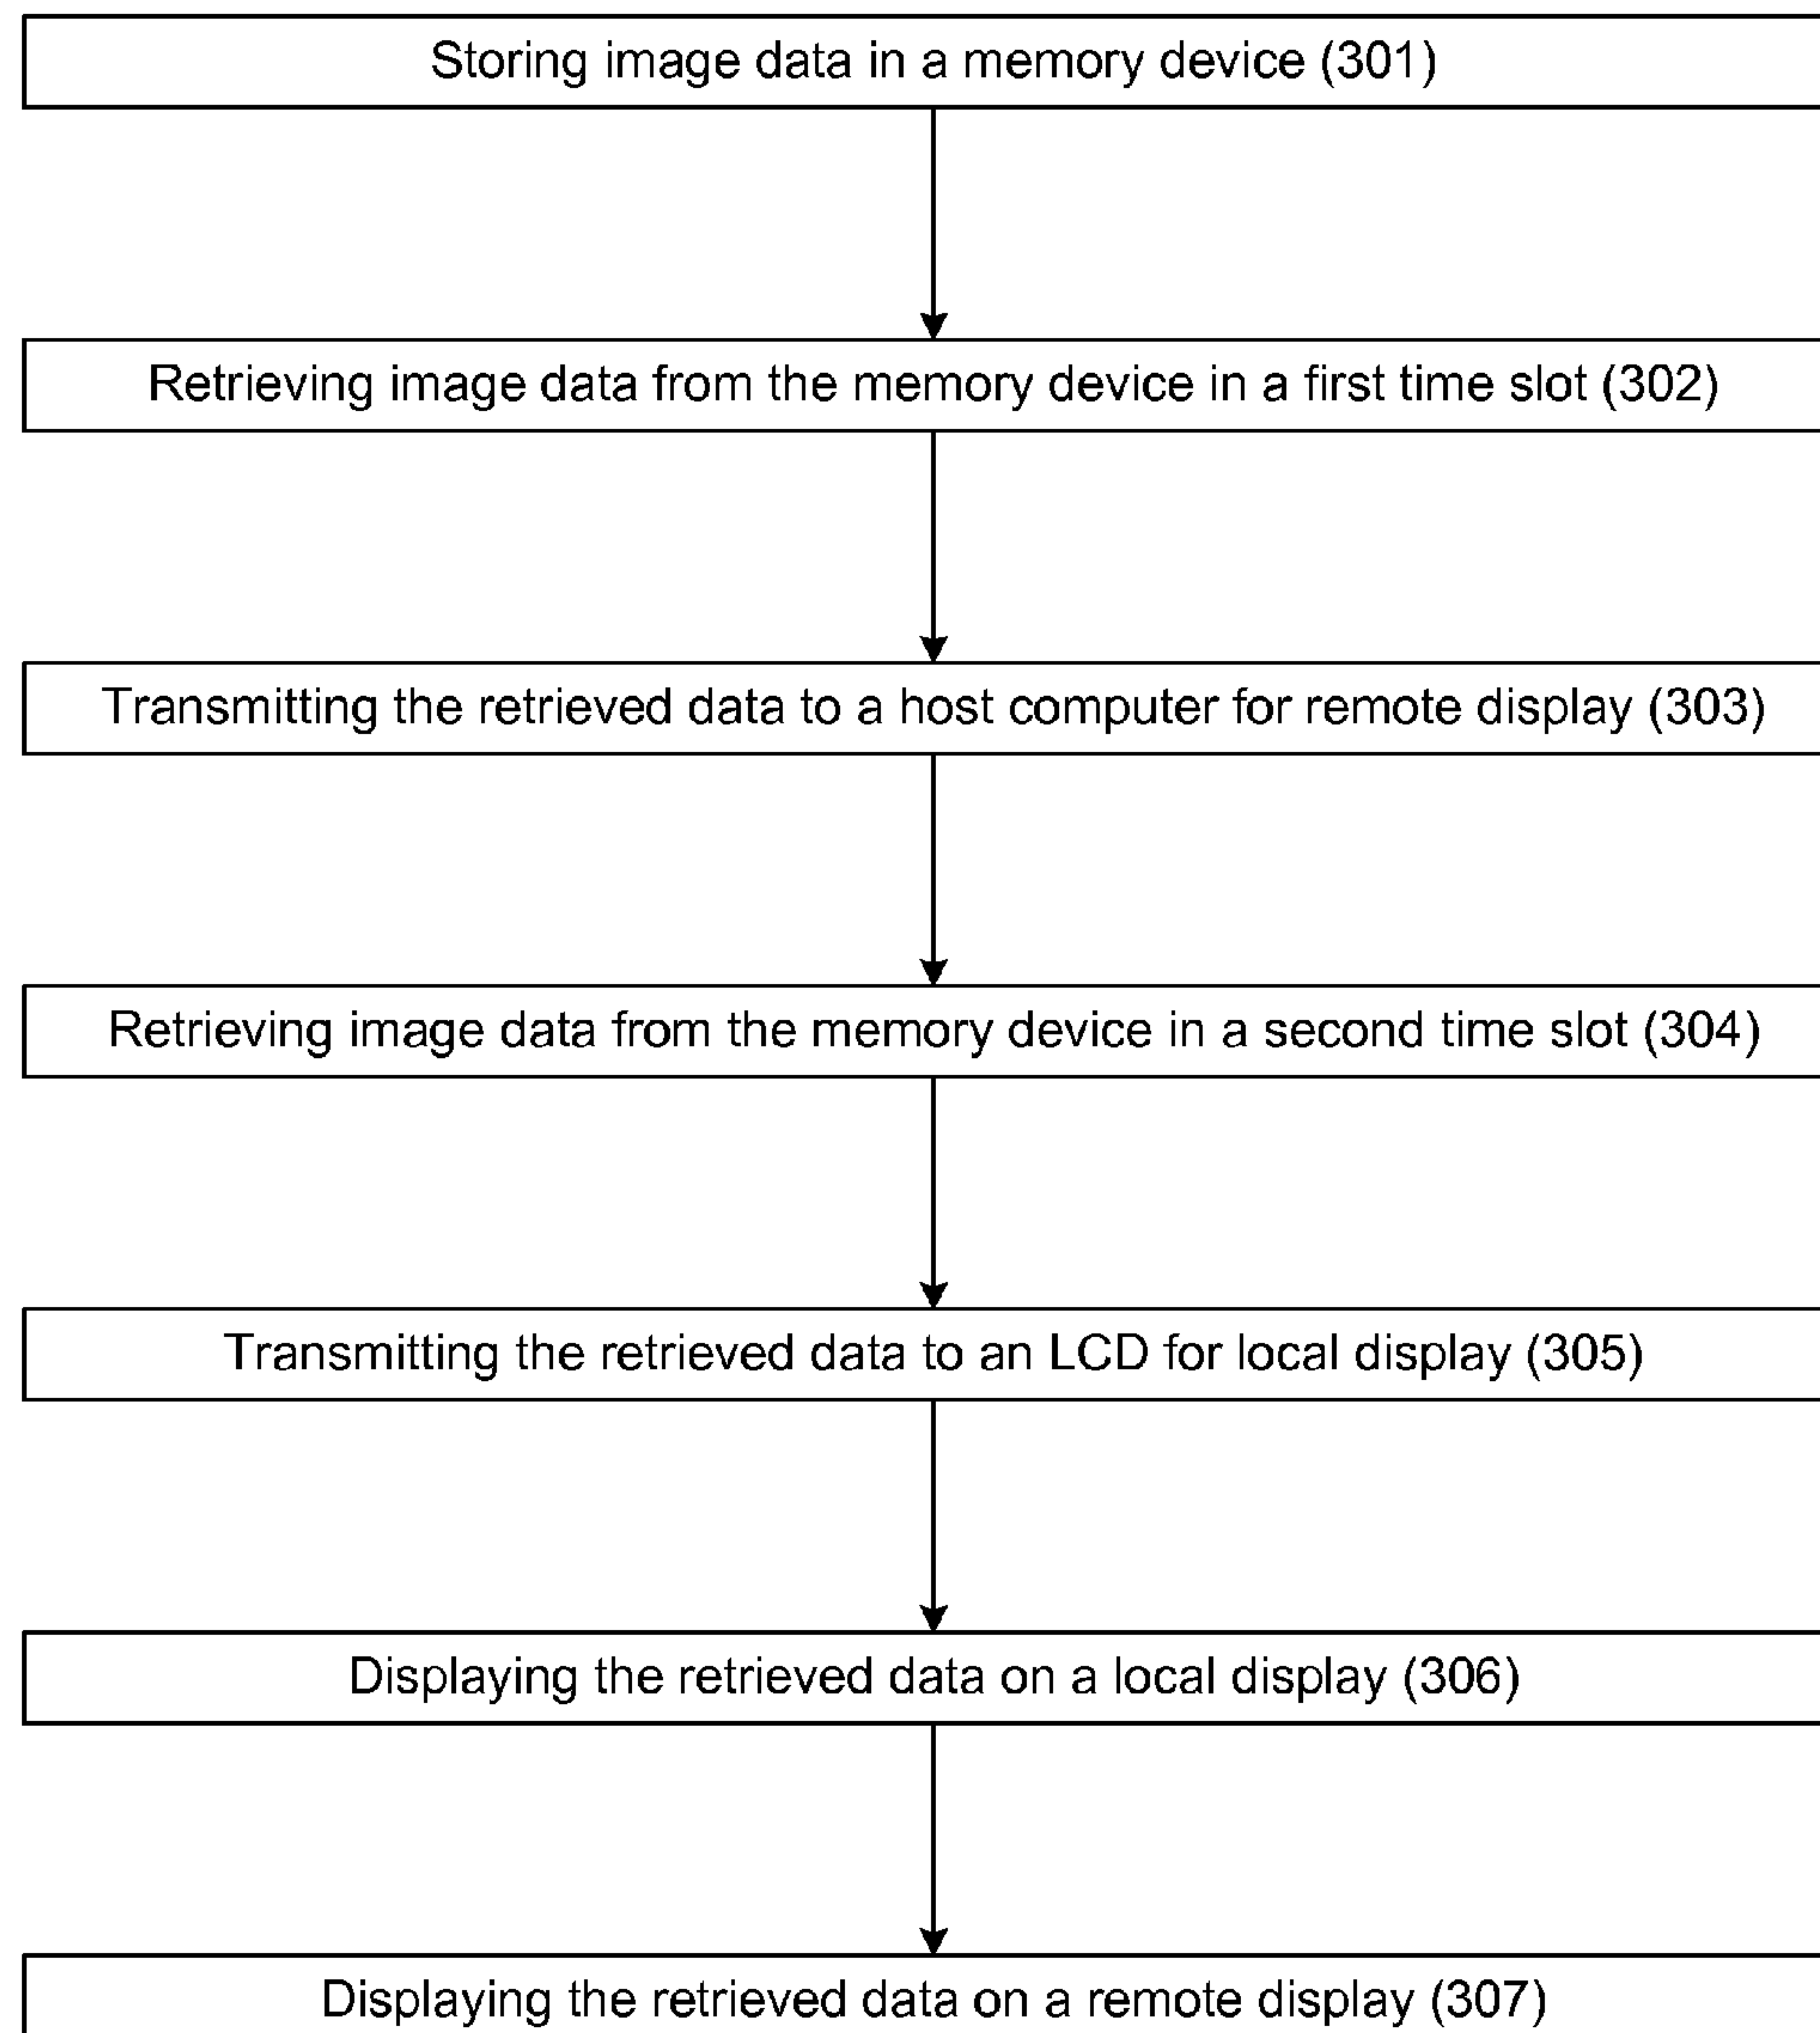 Storing image data in a memory device (301)
Retrieving image data from the memory device in a first time slot (302)
Transmitting the retrieved data to a host computer for remote display (303)
Retrieving image data from the memory device in a second time slot (304)
Transmitting the retrieved data to an LCD for local display (305)
Displaying the retrieved data on a local display (306)
Displaying the retrieved data on a remote display (307)